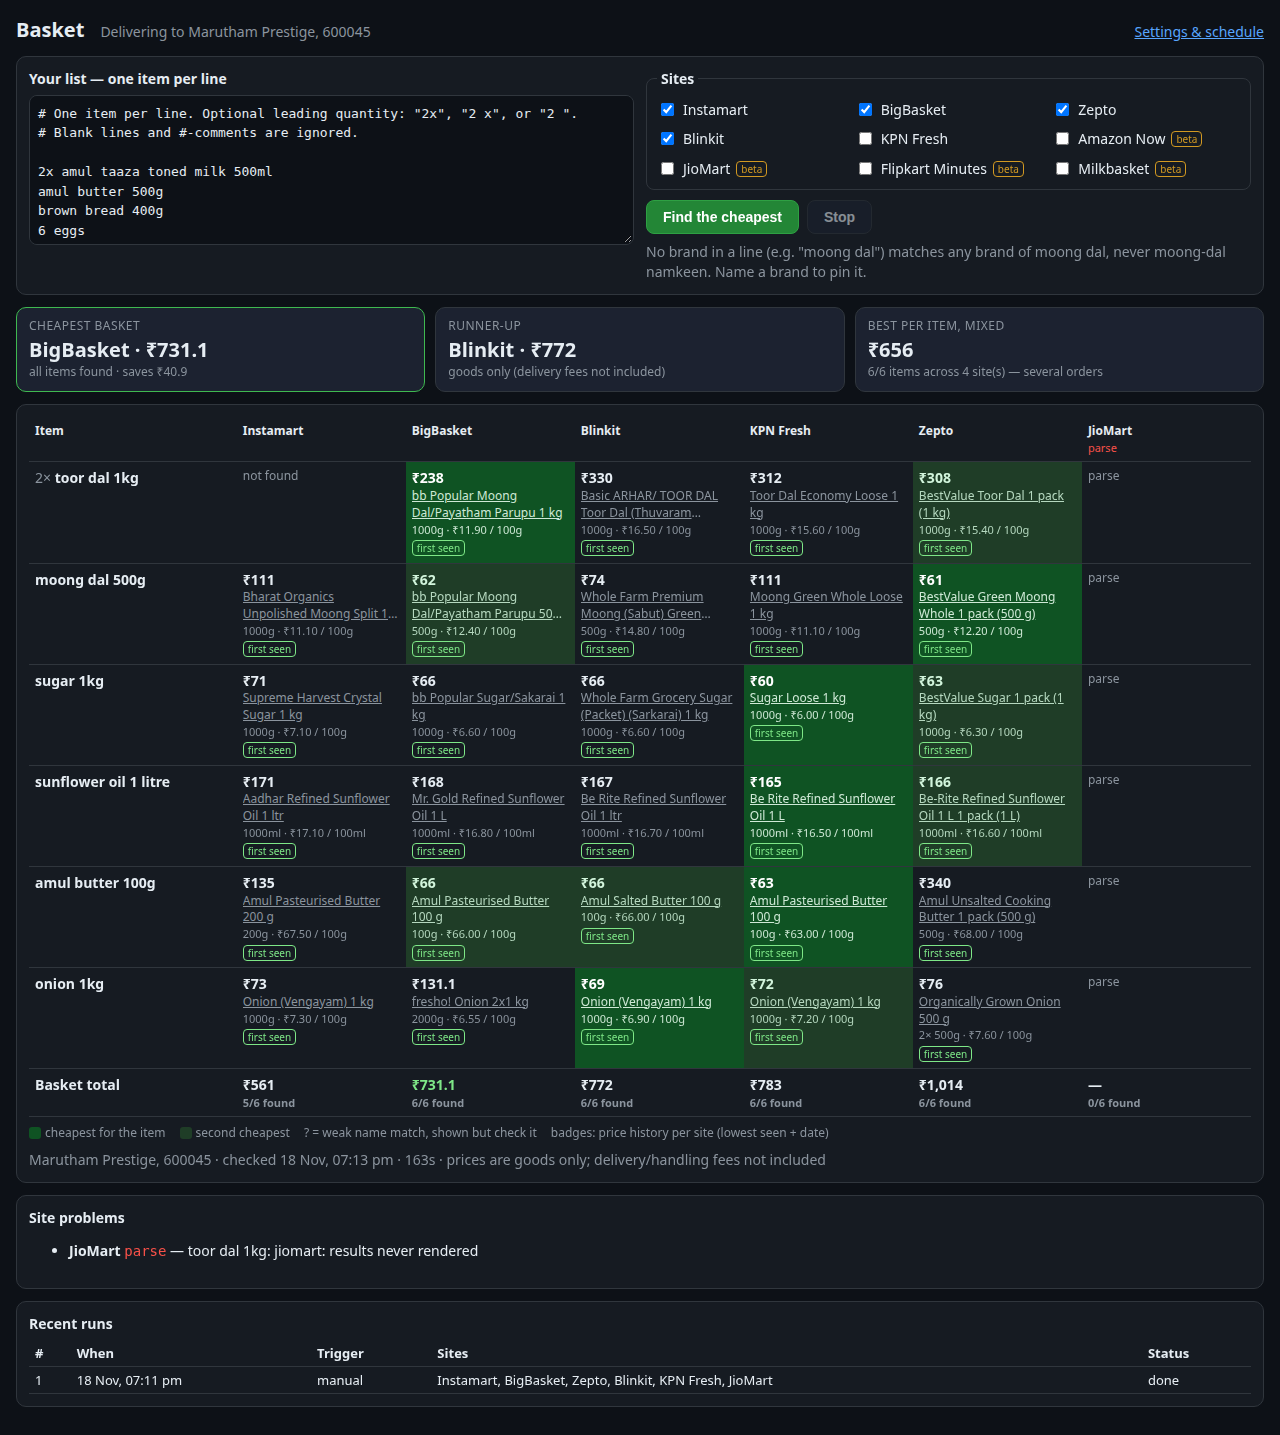 Basket Delivering to Marutham Prestige, 600045 Settings & schedule
Your list — one item per line
# One item per line. Optional leading quantity: "2x", "2 x", or "2 ".
# Blank lines and #-comments are ignored.
2x amul taaza toned milk 500ml
amul butter 500g
brown bread 400g
6 eggs
Sites
Instamart BigBasket Zepto
Blinkit KPN Fresh Amazon Now beta
JioMart beta Flipkart Minutes beta Milkbasket beta
Find the cheapest Stop
No brand in a line (e.g. "moong dal") matches any brand of moong dal, never moong-dal
namkeen. Name a brand to pin it.
CHEAPEST BASKET
BigBasket · ₹731.1
all items found · saves ₹40.9
RUNNER-UP
Blinkit · ₹772
goods only (delivery fees not included)
BEST PER ITEM, MIXED
₹656
6/6 items across 4 site(s) — several orders
Item Instamart BigBasket Blinkit KPN Fresh Zepto JioMart
parse
2× toor dal 1kg
not found
₹238
bb Popular Moong
Dal/Payatham Parupu 1 kg
1000g · ₹11.90 / 100g
first seen
₹330
Basic ARHAR/ TOOR DAL
Toor Dal (Thuvaram...
1000g · ₹16.50 / 100g
first seen
₹312
Toor Dal Economy Loose 1
kg
1000g · ₹15.60 / 100g
first seen
₹308
BestValue Toor Dal 1 pack
(1 kg)
1000g · ₹15.40 / 100g
first seen
parse
moong dal 500g
₹111
Bharat Organics
Unpolished Moong Split 1...
1000g · ₹11.10 / 100g
first seen
₹62
bb Popular Moong
Dal/Payatham Parupu 50...
500g · ₹12.40 / 100g
first seen
₹74
Whole Farm Premium
Moong (Sabut) Green...
500g · ₹14.80 / 100g
first seen
₹111
Moong Green Whole Loose
1 kg
1000g · ₹11.10 / 100g
first seen
₹61
BestValue Green Moong
Whole 1 pack (500 g)
500g · ₹12.20 / 100g
first seen
parse
sugar 1kg
₹71
Supreme Harvest Crystal
Sugar 1 kg
1000g · ₹7.10 / 100g
first seen
₹66
bb Popular Sugar/Sakarai 1
kg
1000g · ₹6.60 / 100g
first seen
₹66
Whole Farm Grocery Sugar
(Packet) (Sarkarai) 1 kg
1000g · ₹6.60 / 100g
first seen
₹60
Sugar Loose 1 kg
1000g · ₹6.00 / 100g
first seen
₹63
BestValue Sugar 1 pack (1
kg)
1000g · ₹6.30 / 100g
first seen
parse
sunflower oil 1 litre
₹171
Aadhar Refined Sunflower
Oil 1 ltr
1000ml · ₹17.10 / 100ml
first seen
₹168
Mr. Gold Refined Sunflower
Oil 1 L
1000ml · ₹16.80 / 100ml
first seen
₹167
Be Rite Refined Sunflower
Oil 1 ltr
1000ml · ₹16.70 / 100ml
first seen
₹165
Be Rite Refined Sunflower
Oil 1 L
1000ml · ₹16.50 / 100ml
first seen
₹166
Be-Rite Refined Sunflower
Oil 1 L 1 pack (1 L)
1000ml · ₹16.60 / 100ml
first seen
parse
amul butter 100g
₹135
Amul Pasteurised Butter
200 g
200g · ₹67.50 / 100g
first seen
₹66
Amul Pasteurised Butter
100 g
100g · ₹66.00 / 100g
first seen
₹66
Amul Salted Butter 100 g
100g · ₹66.00 / 100g
first seen
₹63
Amul Pasteurised Butter
100 g
100g · ₹63.00 / 100g
first seen
₹340
Amul Unsalted Cooking
Butter 1 pack (500 g)
500g · ₹68.00 / 100g
first seen
parse
onion 1kg
₹73
Onion (Vengayam) 1 kg
1000g · ₹7.30 / 100g
first seen
₹131.1
fresho! Onion 2x1 kg
2000g · ₹6.55 / 100g
first seen
₹69
Onion (Vengayam) 1 kg
1000g · ₹6.90 / 100g
first seen
₹72
Onion (Vengayam) 1 kg
1000g · ₹7.20 / 100g
first seen
₹76
Organically Grown Onion
500 g
2× 500g · ₹7.60 / 100g
first seen
parse
Basket total ₹561 ₹731.1 ₹772 ₹783 ₹1,014 —
5/6 found 6/6 found 6/6 found 6/6 found 6/6 found 0/6 found
cheapest for the item second cheapest ? = weak name match, shown but check it badges: price history per site (lowest seen + date)
Marutham Prestige, 600045 · checked 18 Nov, 07:13 pm · 163s · prices are goods only; delivery/handling fees not included
Site problems
• JioMart parse — toor dal 1kg: jiomart: results never rendered
Recent runs
# When Trigger Sites Status
1 18 Nov, 07:11 pm manual Instamart, BigBasket, Zepto, Blinkit, KPN Fresh, JioMart done